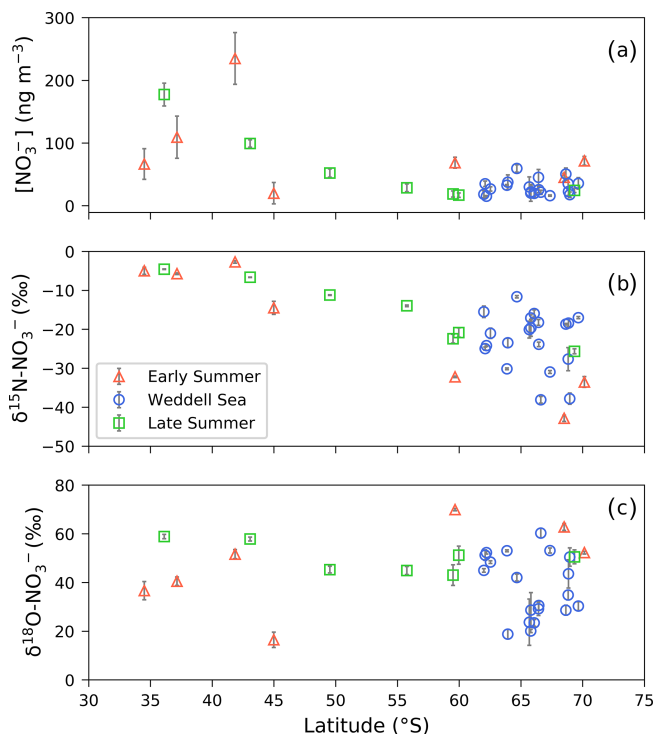 300
200
100
0
[NO₃⁻] (ng m⁻³)
(a)
0
−10
−20
−30
−40
−50
δ¹⁵N-NO₃⁻ (‰)
(b)
Early Summer
Weddell Sea
Late Summer
80
60
40
20
0
δ¹⁸O-NO₃⁻ (‰)
(c)
30 35 40 45 50 55 60 65 70 75
Latitude (°S)